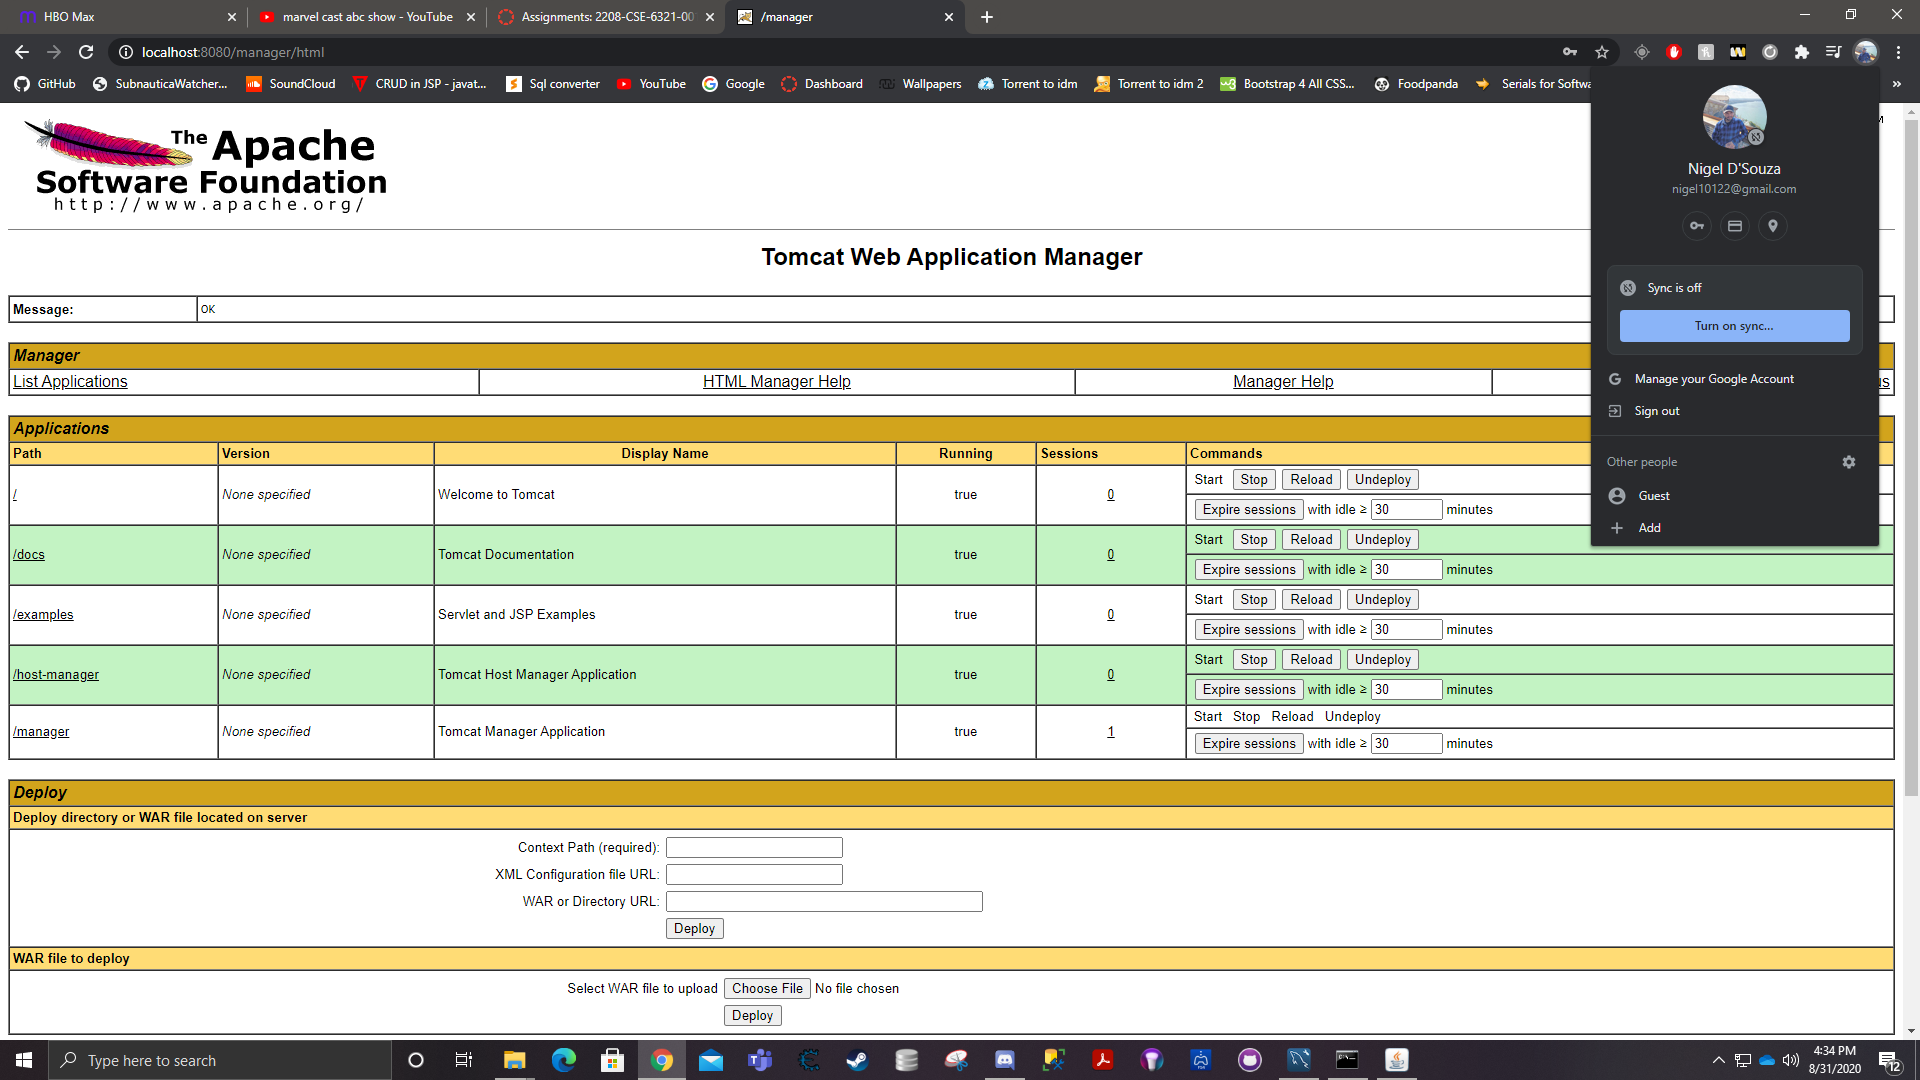 HBO Max
marvel cast abc show - YouTube
Assignments: 2208-CSE-6321-00
/manager
localhost:8080/manager/html
GitHub
SubnauticaWatcher...
SoundCloud
CRUD in JSP - javat...
Sql converter
YouTube
Google
Dashboard
Wallpapers
Torrent to idm
Torrent to idm 2
Bootstrap 4 All CSS...
Foodpanda
Serials for Softwa
»
The Apache
Software Foundation
http://www.apache.org/
Nigel D'Souza
nigel10122@gmail.com
Sync is off
Turn on sync...
Manage your Google Account
Sign out
Other people
Guest
Add
Tomcat Web Application Manager
Message: OK
Manager
List Applications HTML Manager Help Manager Help
Applications
Path Version Display Name Running Sessions Commands
/ None specified Welcome to Tomcat true 0 Start Stop Reload Undeploy
Expire sessions with idle ≥ 30 minutes
/docs None specified Tomcat Documentation true 0 Start Stop Reload Undeploy
Expire sessions with idle ≥ 30 minutes
/examples None specified Servlet and JSP Examples true 0 Start Stop Reload Undeploy
Expire sessions with idle ≥ 30 minutes
/host-manager None specified Tomcat Host Manager Application true 0 Start Stop Reload Undeploy
Expire sessions with idle ≥ 30 minutes
/manager None specified Tomcat Manager Application true 1 Start Stop Reload Undeploy
Expire sessions with idle ≥ 30 minutes
Deploy
Deploy directory or WAR file located on server
Context Path (required):
XML Configuration file URL:
WAR or Directory URL:
Deploy
WAR file to deploy
Select WAR file to upload Choose File No file chosen
Deploy
Type here to search
4:34 PM
8/31/2020
12